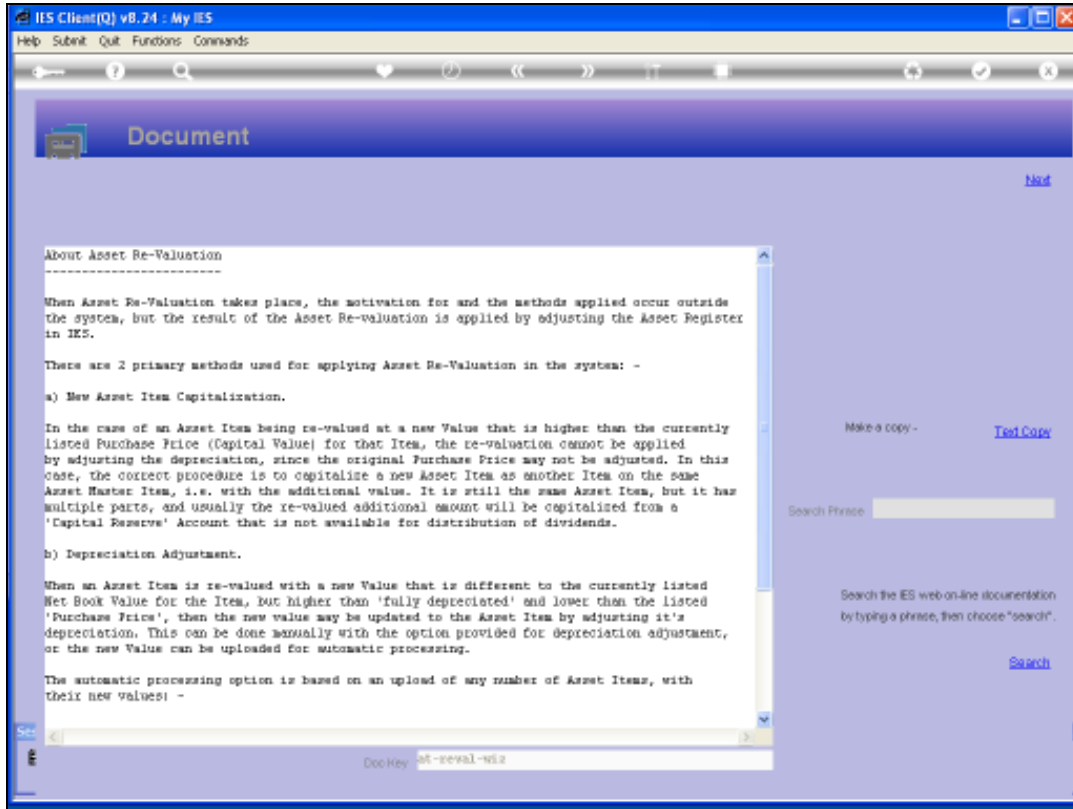 IES Client(Q) v8.24 : My IES
Help Submit Quit Functions Commands
Document
Next
About Asset Re-Valuation
------------------------
When Asset Re-Valuation takes place, the motivation for and the methods applied occur outside
the system, but the result of the Asset Re-valuation is applied by adjusting the Asset Register
in IES.
There are 2 primary methods used for applying Asset Re-Valuation in the system: -
a) New Asset Item Capitalization.
In the case of an Asset Item being re-valued at a new Value that is higher than the currently
listed Purchase Price (Capital Value) for that Item, the re-valuation cannot be applied
by adjusting the depreciation, since the original Purchase Price may not be adjusted. In this
case, the correct procedure is to capitalize a new Asset Item as another Item on the same
Asset Master Item, i.e. with the additional value. It is still the same Asset Item, but it has
multiple parts, and usually the re-valued additional amount will be capitalized from a
'Capital Reserve' Account that is not available for distribution of dividends.
b) Depreciation Adjustment.
When an Asset Item is re-valued with a new Value that is different to the currently listed
Net Book Value for the Item, but higher than 'fully depreciated' and lower than the listed
'Purchase Price', then the new value may be updated to the Asset Item by adjusting it's
depreciation. This can be done manually with the option provided for depreciation adjustment,
or the new Value can be uploaded for automatic processing.
The automatic processing option is based on an upload of any number of Asset Items, with
their new values: -
Make a copy -
Text Copy
Search Phrase
Search the IES web on-line documentation
by typing a phrase, then choose "search".
Search
Doc Key at-reval-wiz